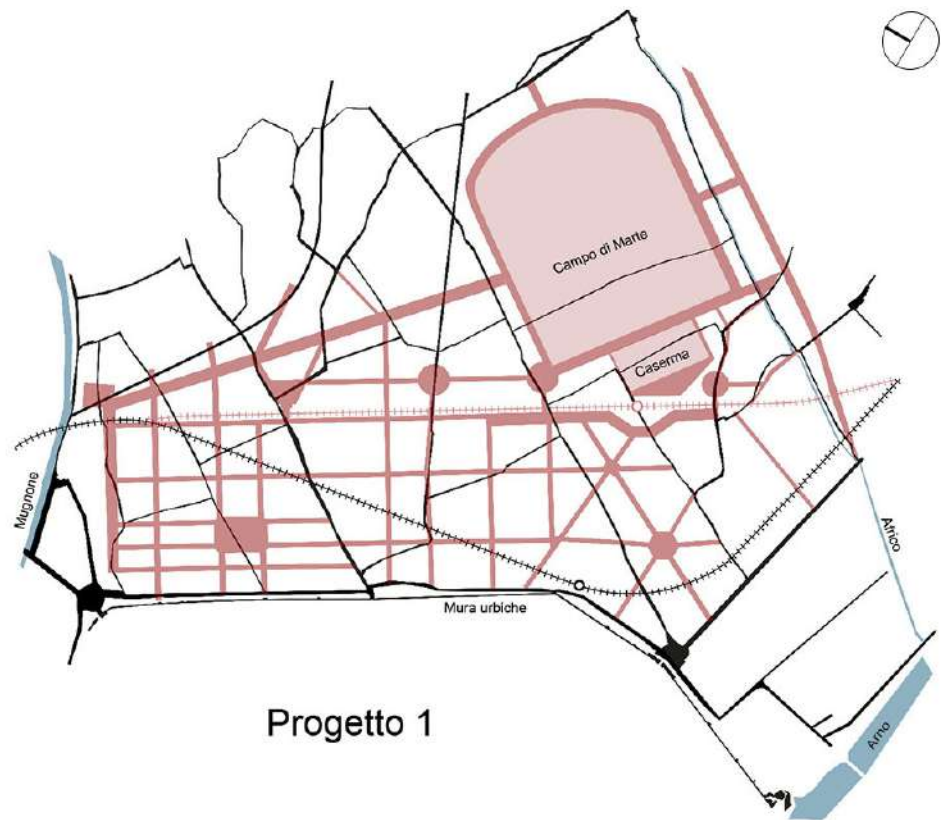 Campo di Marte
Caserma
Mugnone
Africo
Mura urbiche
Progetto 1
Arno